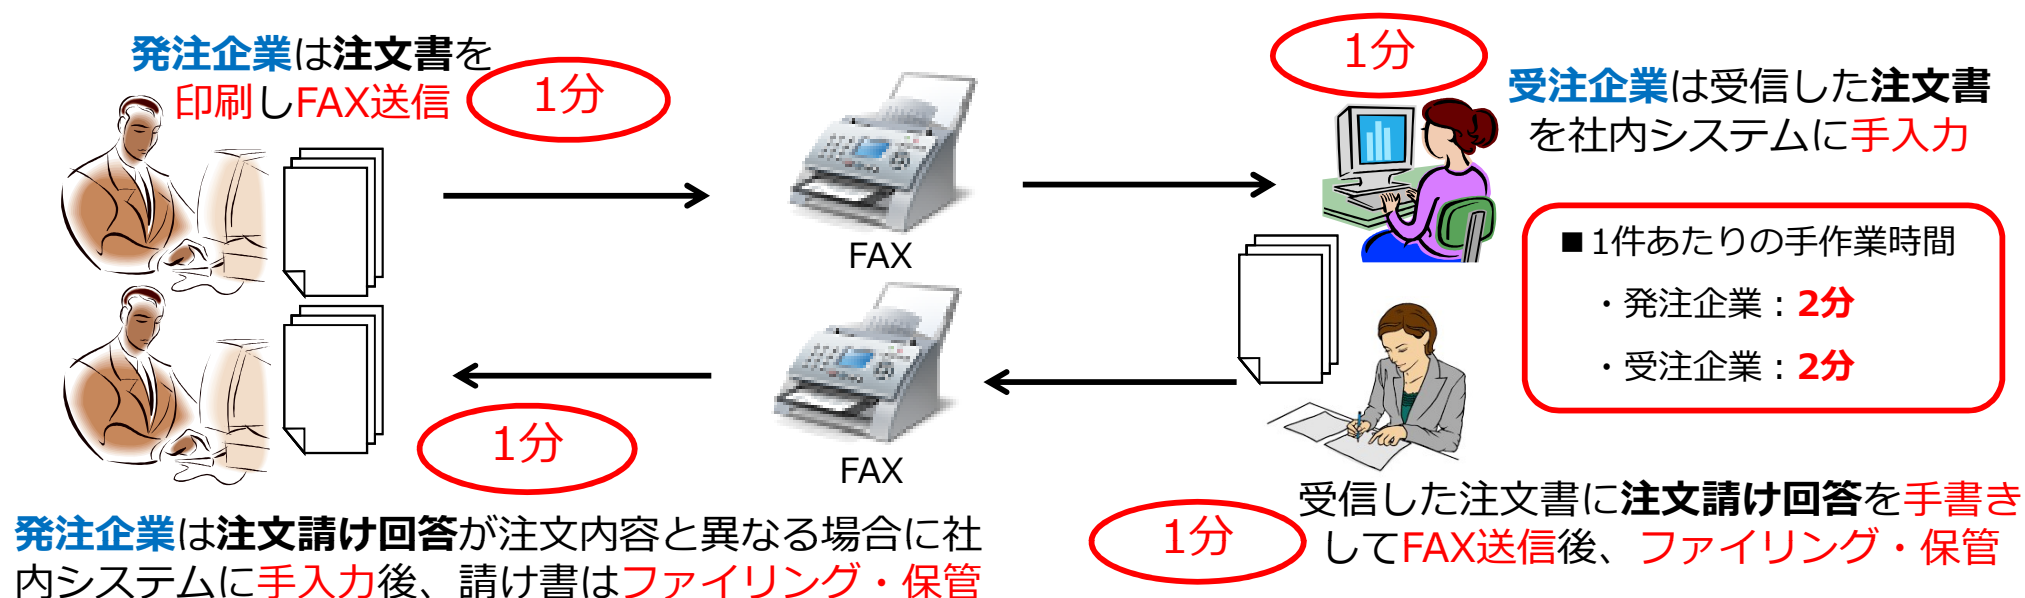 発注企業は注文書を
印刷しFAX送信
1分
1分
受注企業は受信した注文書
を社内システムに手入力
FAX
■1件あたりの手作業時間
・発注企業：2分
・受注企業：2分
1分
FAX
1分
受信した注文書に注文請け回答を手書き
してFAX送信後、ファイリング・保管
発注企業は注文請け回答が注文内容と異なる場合に社
内システムに手入力後、請け書はファイリング・保管